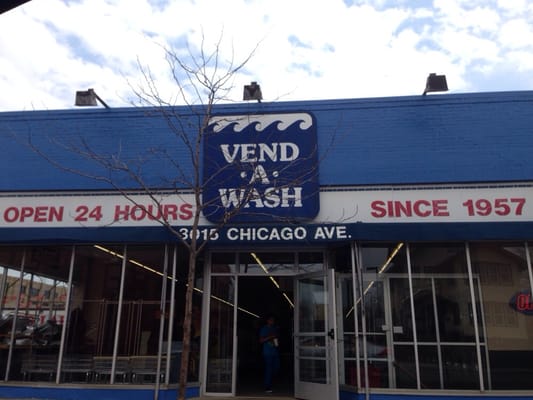 VEND
·A·
WASH
OPEN 24 HOURS
SINCE 1957
3015 CHICAGO AVE.